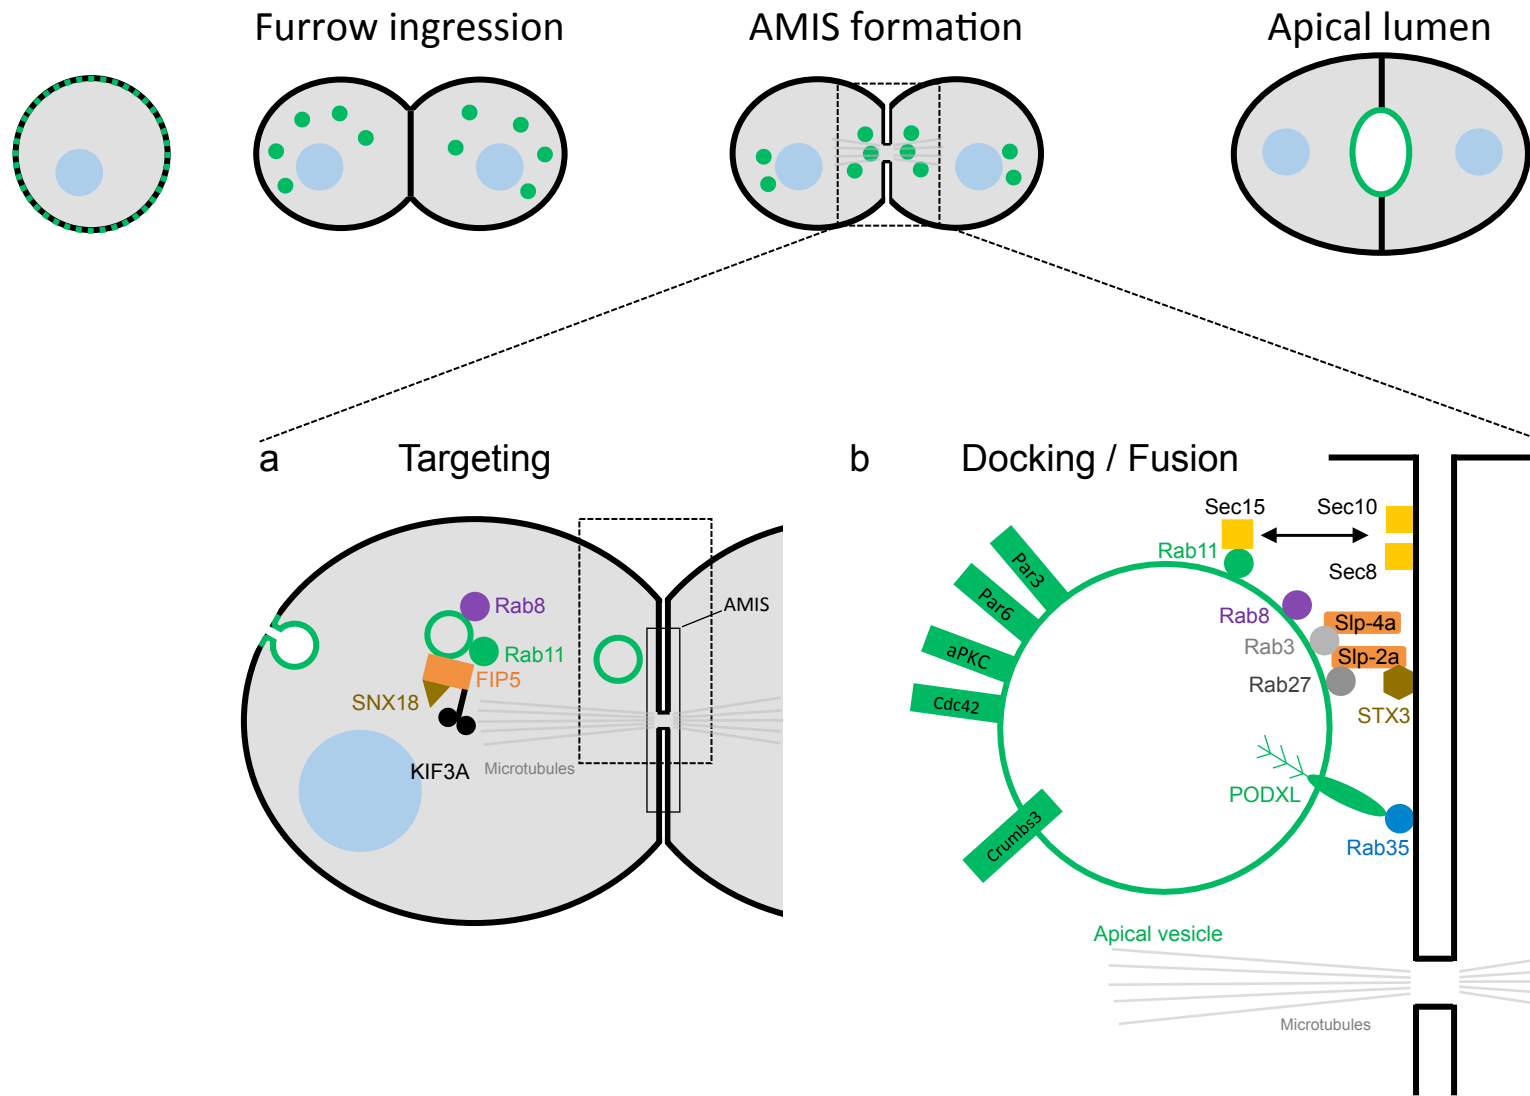 Furrow ingression
AMIS formation
Apical lumen
a
Targeting
b
Docking / Fusion
Rab8
Rab11
FIP5
SNX18
KIF3A
Microtubules
AMIS
Sec15
Sec10
Rab11
Sec8
Par3
Par6
aPKC
Cdc42
Crumbs3
Rab8
Slp-4a
Rab3
Slp-2a
Rab27
STX3
PODXL
Rab35
Apical vesicle
Microtubules